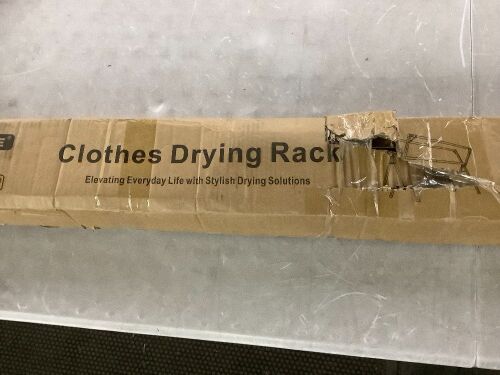 Clothes Drying Rack
Elevating Everyday Life with Stylish Drying Solutions